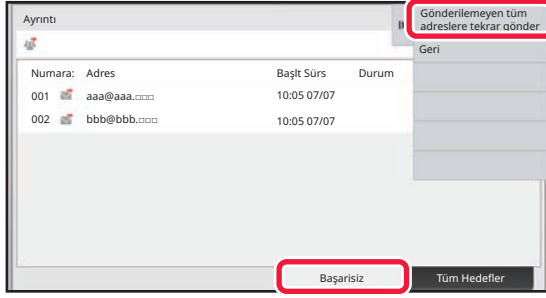 Ayrıntı
Gönderilemeyen tüm
adreslere tekrar gönder
Geri
Numara: Adres Başlt Sürs Durum
001 aaa@aaa.□□□ 10:05 07/07
002 bbb@bbb.□□□ 10:05 07/07
Başarisiz Tüm Hedefler